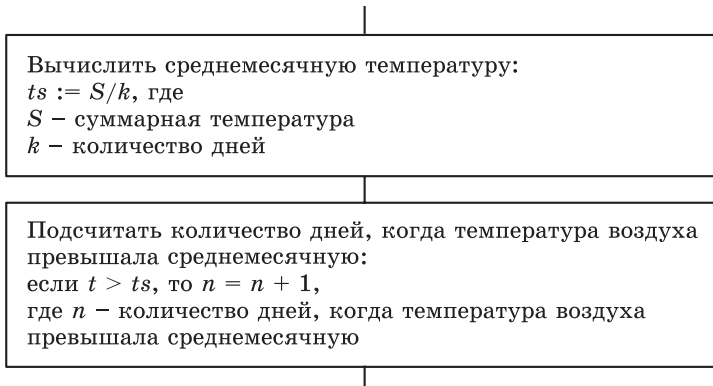 Вычислить среднемесячную температуру:
ts := S/k, где
S – суммарная температура
k – количество дней
Подсчитать количество дней, когда температура воздуха
превышала среднемесячную:
если t > ts, то n = n + 1,
где n – количество дней, когда температура воздуха
превышала среднемесячную